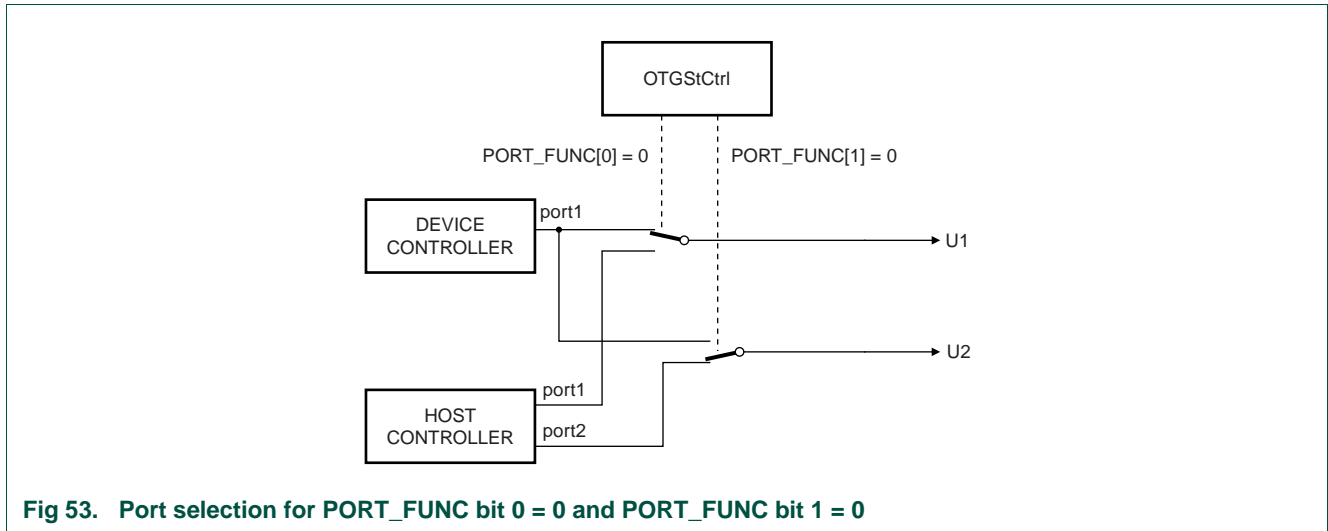 OTGStCtrl
PORT_FUNC[0] = 0
PORT_FUNC[1] = 0
port1
DEVICE
CONTROLLER
U1
U2
port1
HOST
CONTROLLER
port2
Fig 53. Port selection for PORT_FUNC bit 0 = 0 and PORT_FUNC bit 1 = 0